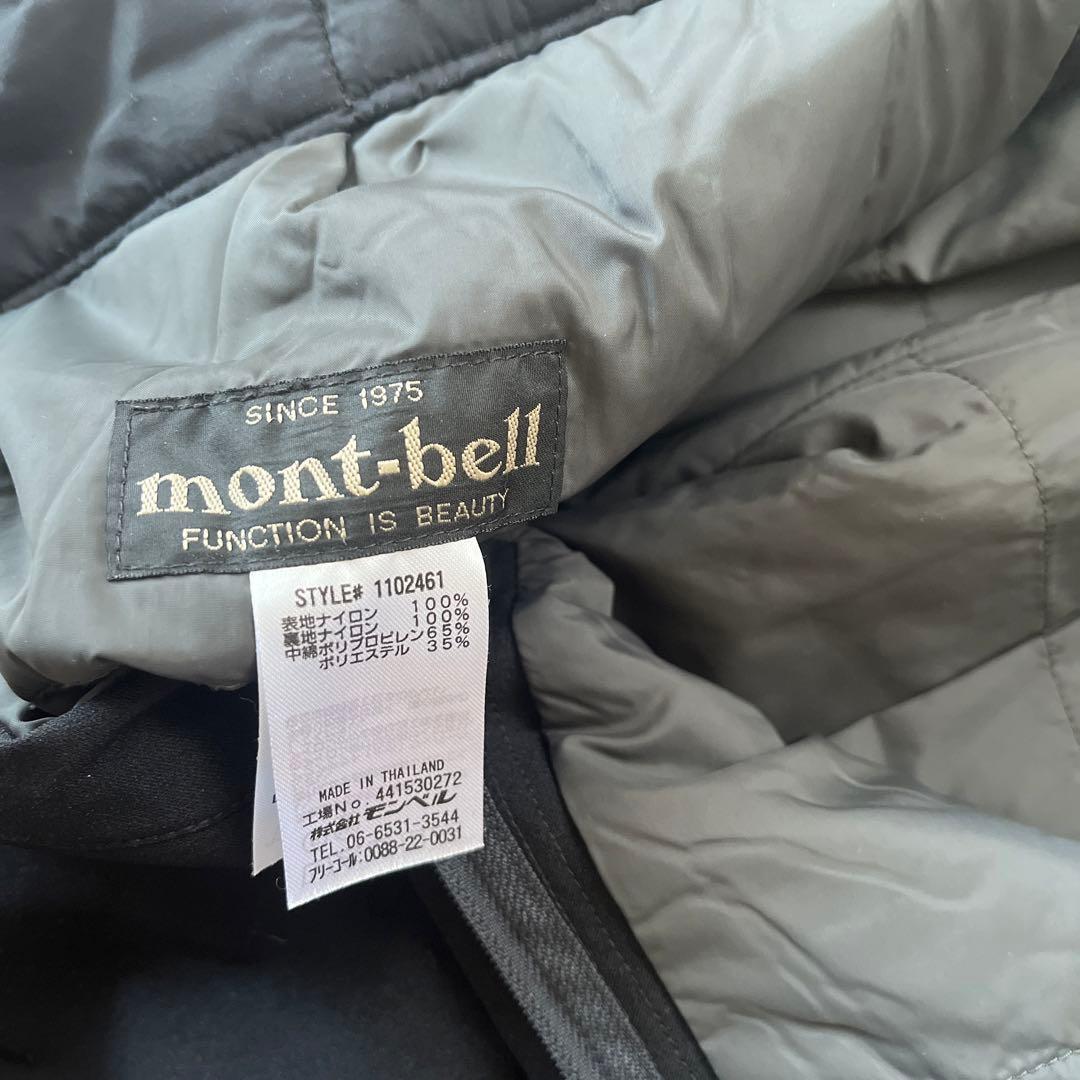 SINCE 1975
mont-bell
FUNCTION IS BEAUTY
STYLE# 1102461
表地ナイロン 100%
裏地ナイロン 100%
中綿ポリプロピレン 65%
ポリエステル 35%
MADE IN THAILAND
工場No. 441530272
株式会社モンベル
TEL.06-6531-3544
フリーコール:0088-22-0031